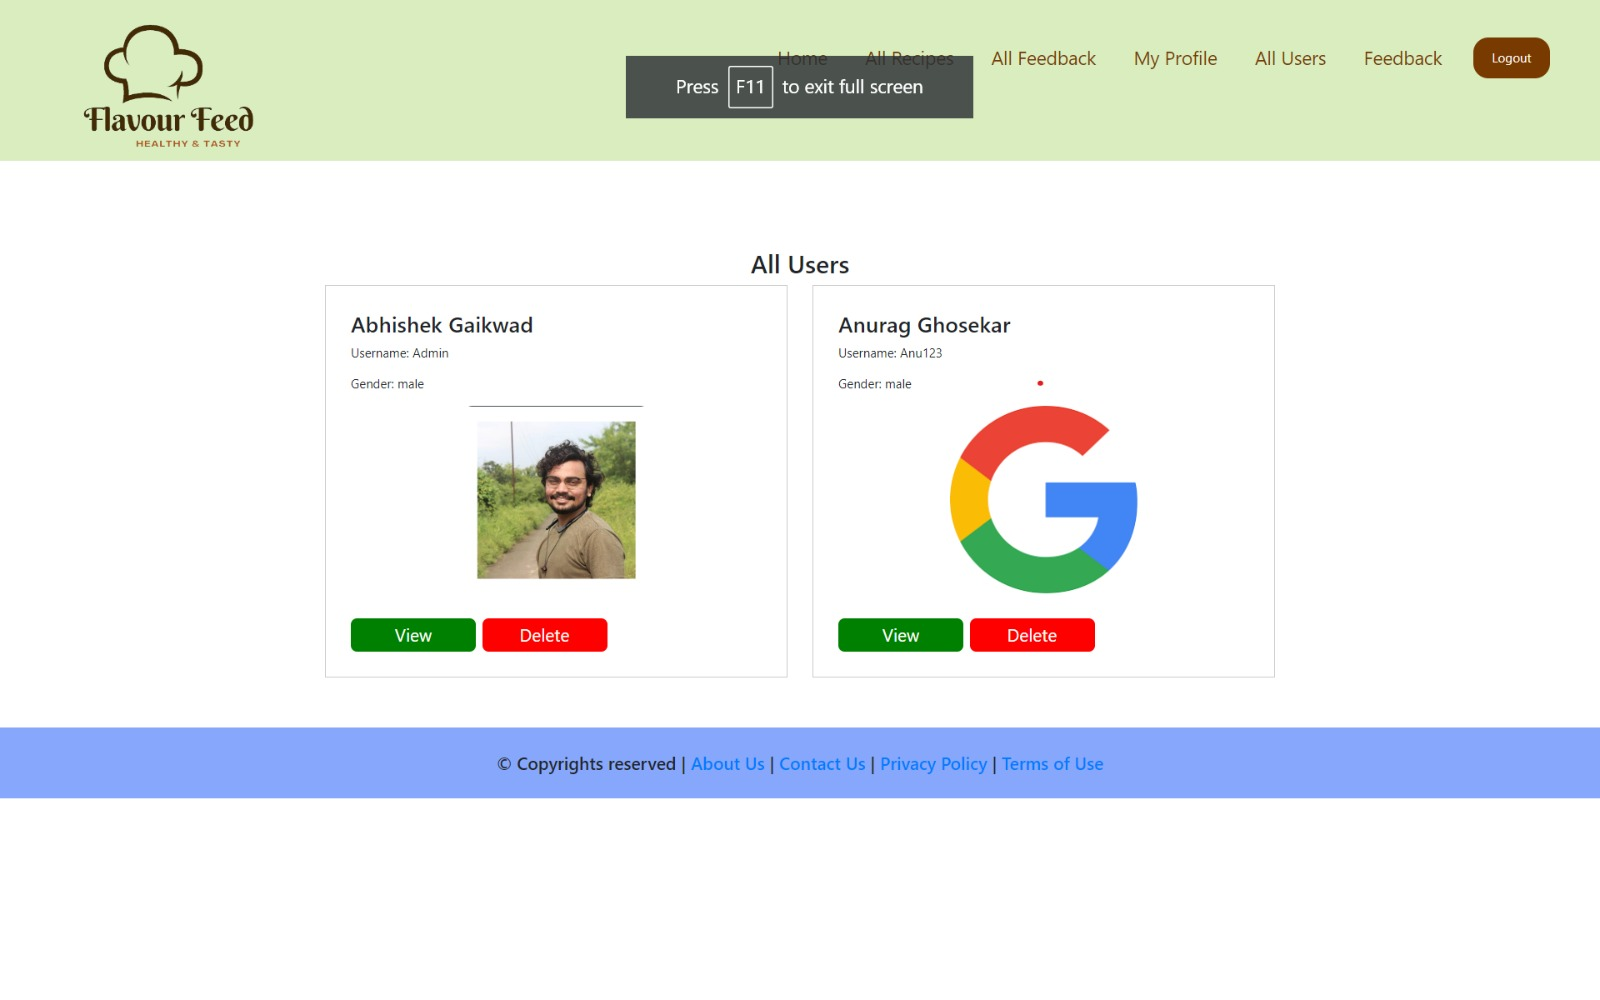 Flavour Feed
HEALTHY & TASTY
Home All Recipes All Feedback My Profile All Users Feedback Logout
Press F11 to exit full screen
All Users
Abhishek Gaikwad
Username: Admin
Gender: male
View Delete
Anurag Ghosekar
Username: Anu123
Gender: male
View Delete
© Copyrights reserved | About Us | Contact Us | Privacy Policy | Terms of Use